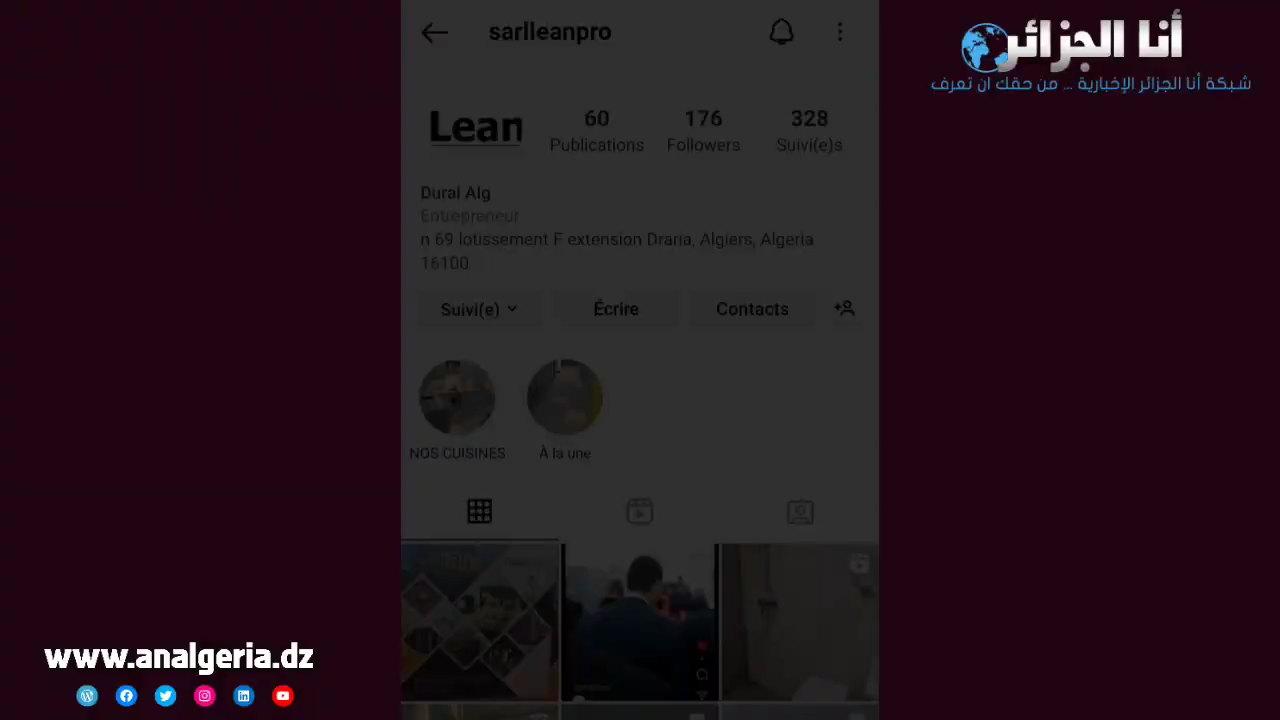 sarlleanpro
أنا الجزائر
شبكة أنا الجزائر الإخبارية ... من حقك ان تعرف
Lean
60 176 328
Publications Followers Suivi(e)s
Dural Alg
Entrepreneur
n 69 lotissement F extension Draria, Algiers, Algeria
16100
Suivi(e) Écrire Contacts
NOS CUISINES À la une
www.analgeria.dz